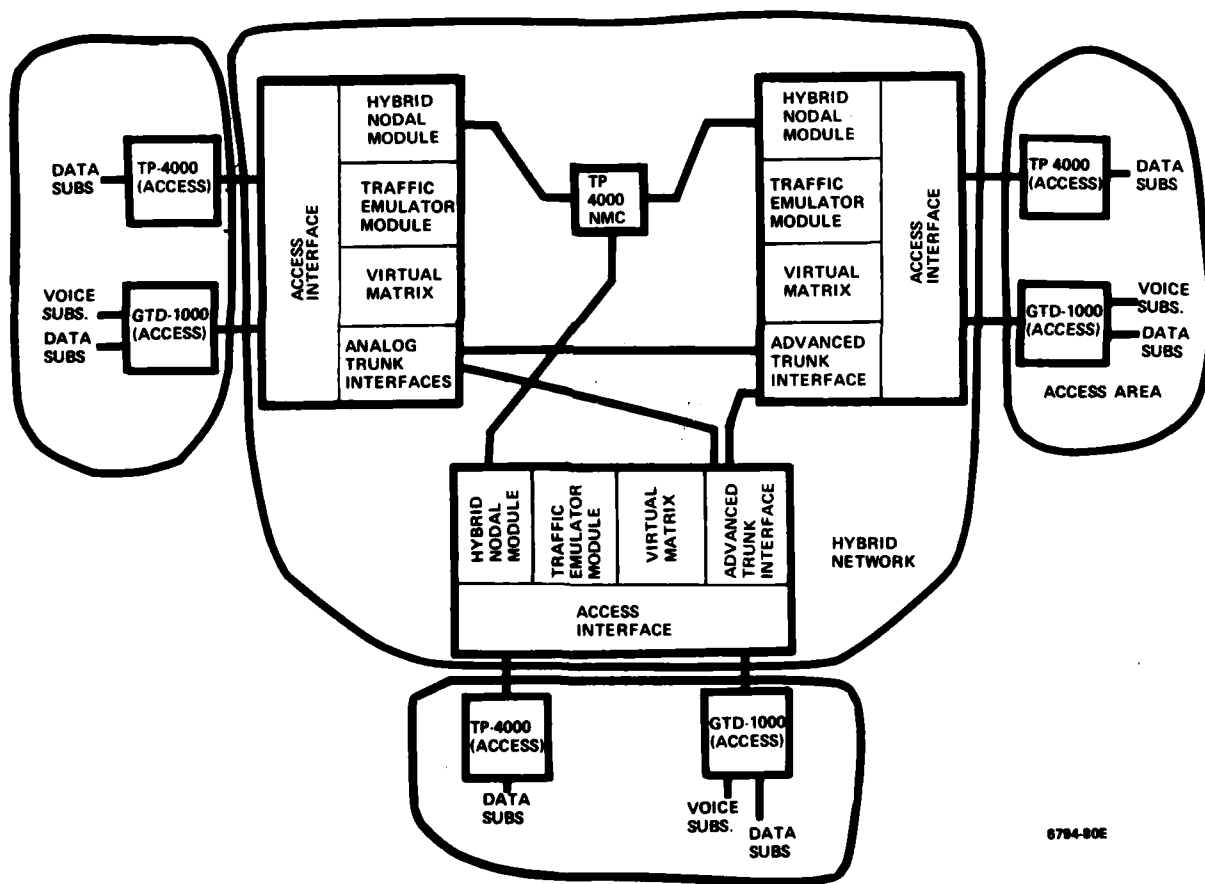 DATA
SUBS
TP-4000
(ACCESS)
VOICE
SUBS.
DATA
SUBS
GTD-1000
(ACCESS)
ACCESS
INTERFACE
HYBRID
NODAL
MODULE
TRAFFIC
EMULATOR
MODULE
VIRTUAL
MATRIX
ANALOG
TRUNK
INTERFACES
TP
4000
NMC
HYBRID
NODAL
MODULE
TRAFFIC
EMULATOR
MODULE
VIRTUAL
MATRIX
ADVANCED
TRUNK
INTERFACE
ACCESS
INTERFACE
TP 4000
(ACCESS)
DATA
SUBS
GTD-1000
(ACCESS)
VOICE
SUBS.
DATA
SUBS
ACCESS AREA
HYBRID
NODAL
MODULE
TRAFFIC
EMULATOR
MODULE
VIRTUAL
MATRIX
ADVANCED
TRUNK
INTERFACE
ACCESS
INTERFACE
HYBRID
NETWORK
TP-4000
(ACCESS)
DATA
SUBS
GTD-1000
(ACCESS)
VOICE
SUBS.
DATA
SUBS
6794-80E